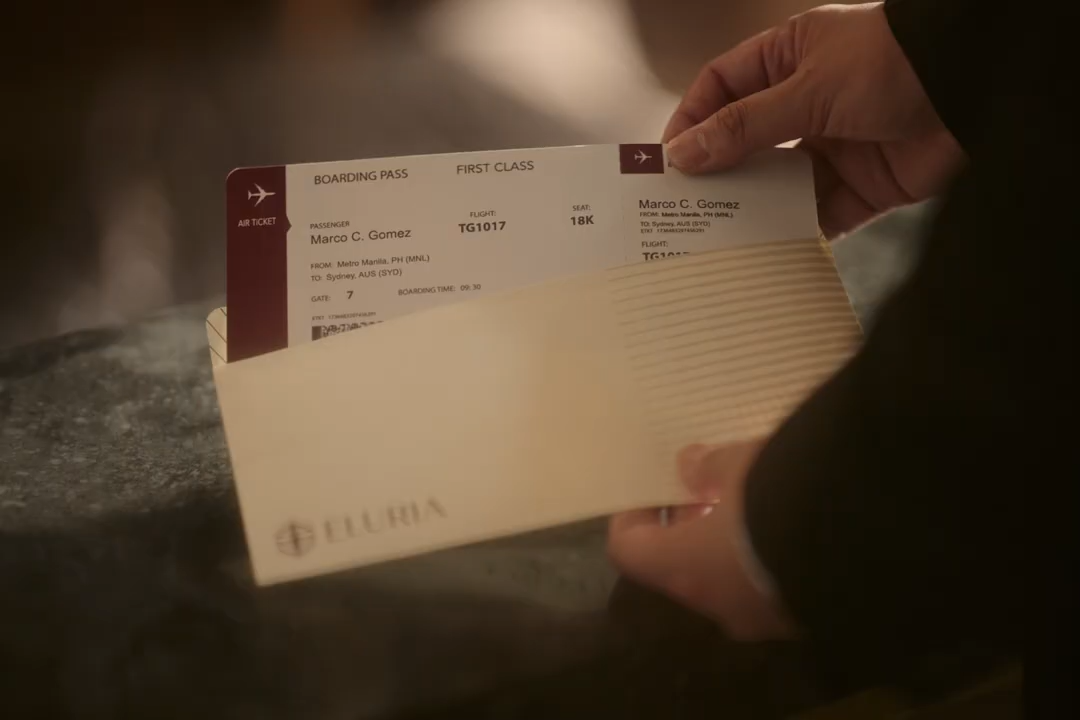 BOARDING PASS
FIRST CLASS
AIR TICKET
PASSENGER
Marco C. Gomez
FLIGHT:
TG1017
SEAT:
18K
FROM: Metro Manila, PH (MNL)
TO: Sydney, AUS (SYD)
GATE: 7
BOARDING TIME: 09:30
Marco C. Gomez
FROM: Metro Manila, PH (MNL)
TO: Sydney, AUS (SYD)
FLIGHT:
TG1017
ELURIA